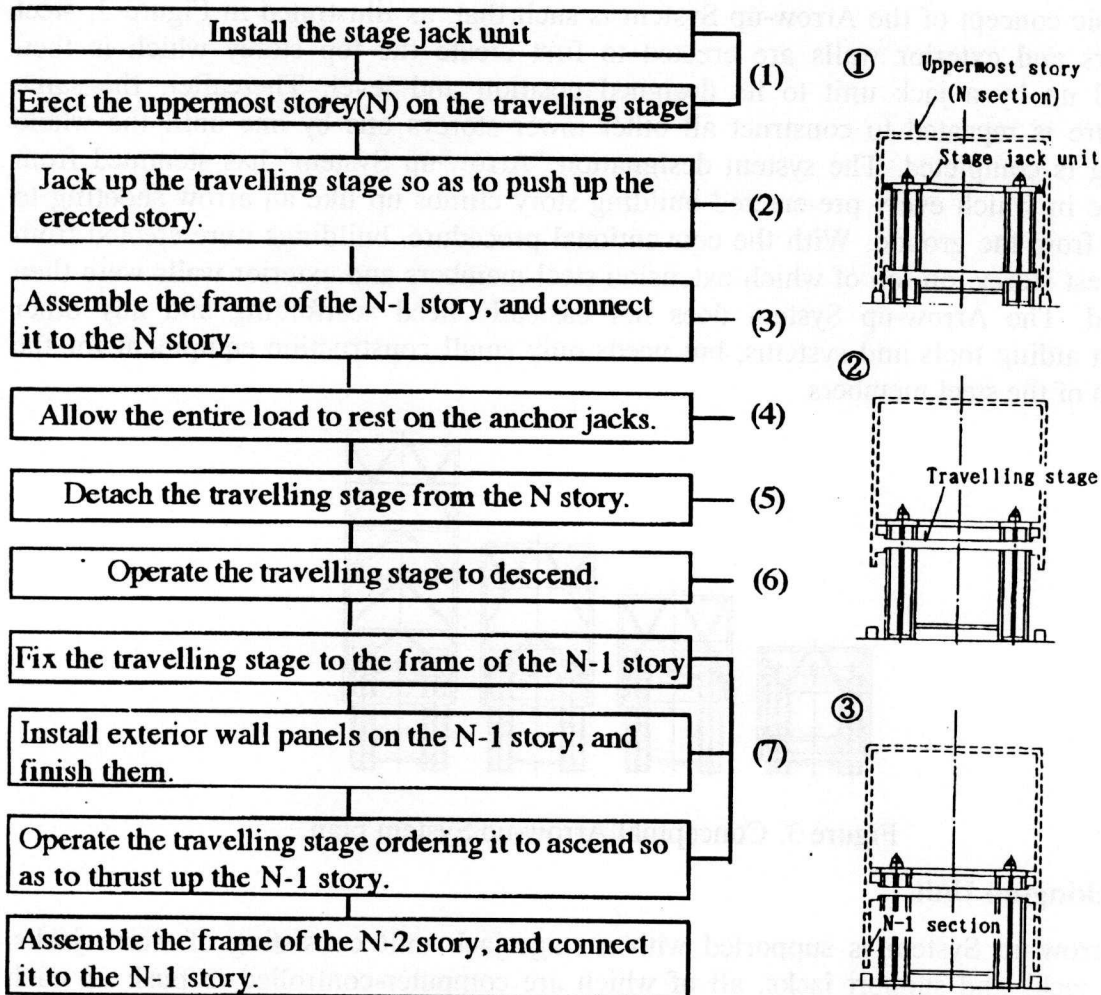 Install the stage jack unit
Erect the uppermost storey(N) on the travelling stage
(1)
Jack up the travelling stage so as to push up the
erected story.
(2)
Assemble the frame of the N-1 story, and connect
it to the N story.
(3)
Allow the entire load to rest on the anchor jacks.
(4)
Detach the travelling stage from the N story.
(5)
Operate the travelling stage to descend.
(6)
Fix the travelling stage to the frame of the N-1 story
Install exterior wall panels on the N-1 story, and
finish them.
(7)
Operate the travelling stage ordering it to ascend so
as to thrust up the N-1 story.
Assemble the frame of the N-2 story, and connect
it to the N-1 story.
①
Uppermost story
(N section)
Stage jack unit
②
Travelling stage
③
N-1 section